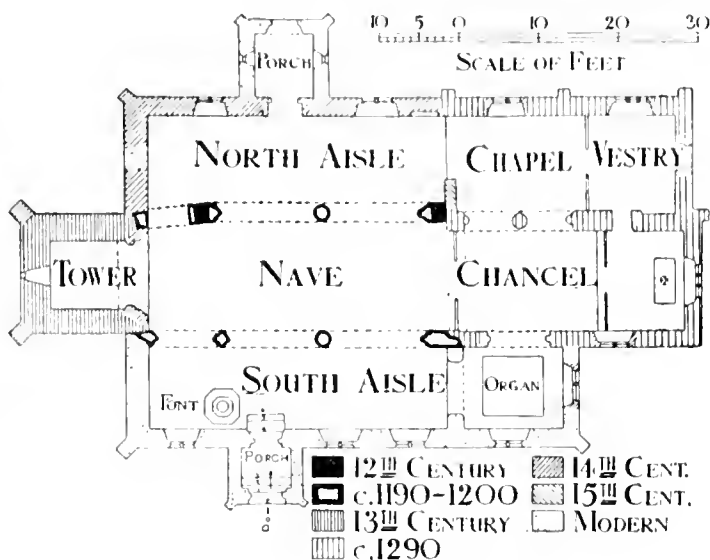 10 0 10 20 30
SCALE OF FEET
PORCH
NORTH AISLE
CHAPEL
VESTRY
TOWER
NAVE
CHANCEL
SOUTH AISLE
ORGAN
FONT
PORCH
12TH CENTURY
C.1190-1200
13TH CENTURY
C.1290
14TH CENT.
15TH CENT.
MODERN